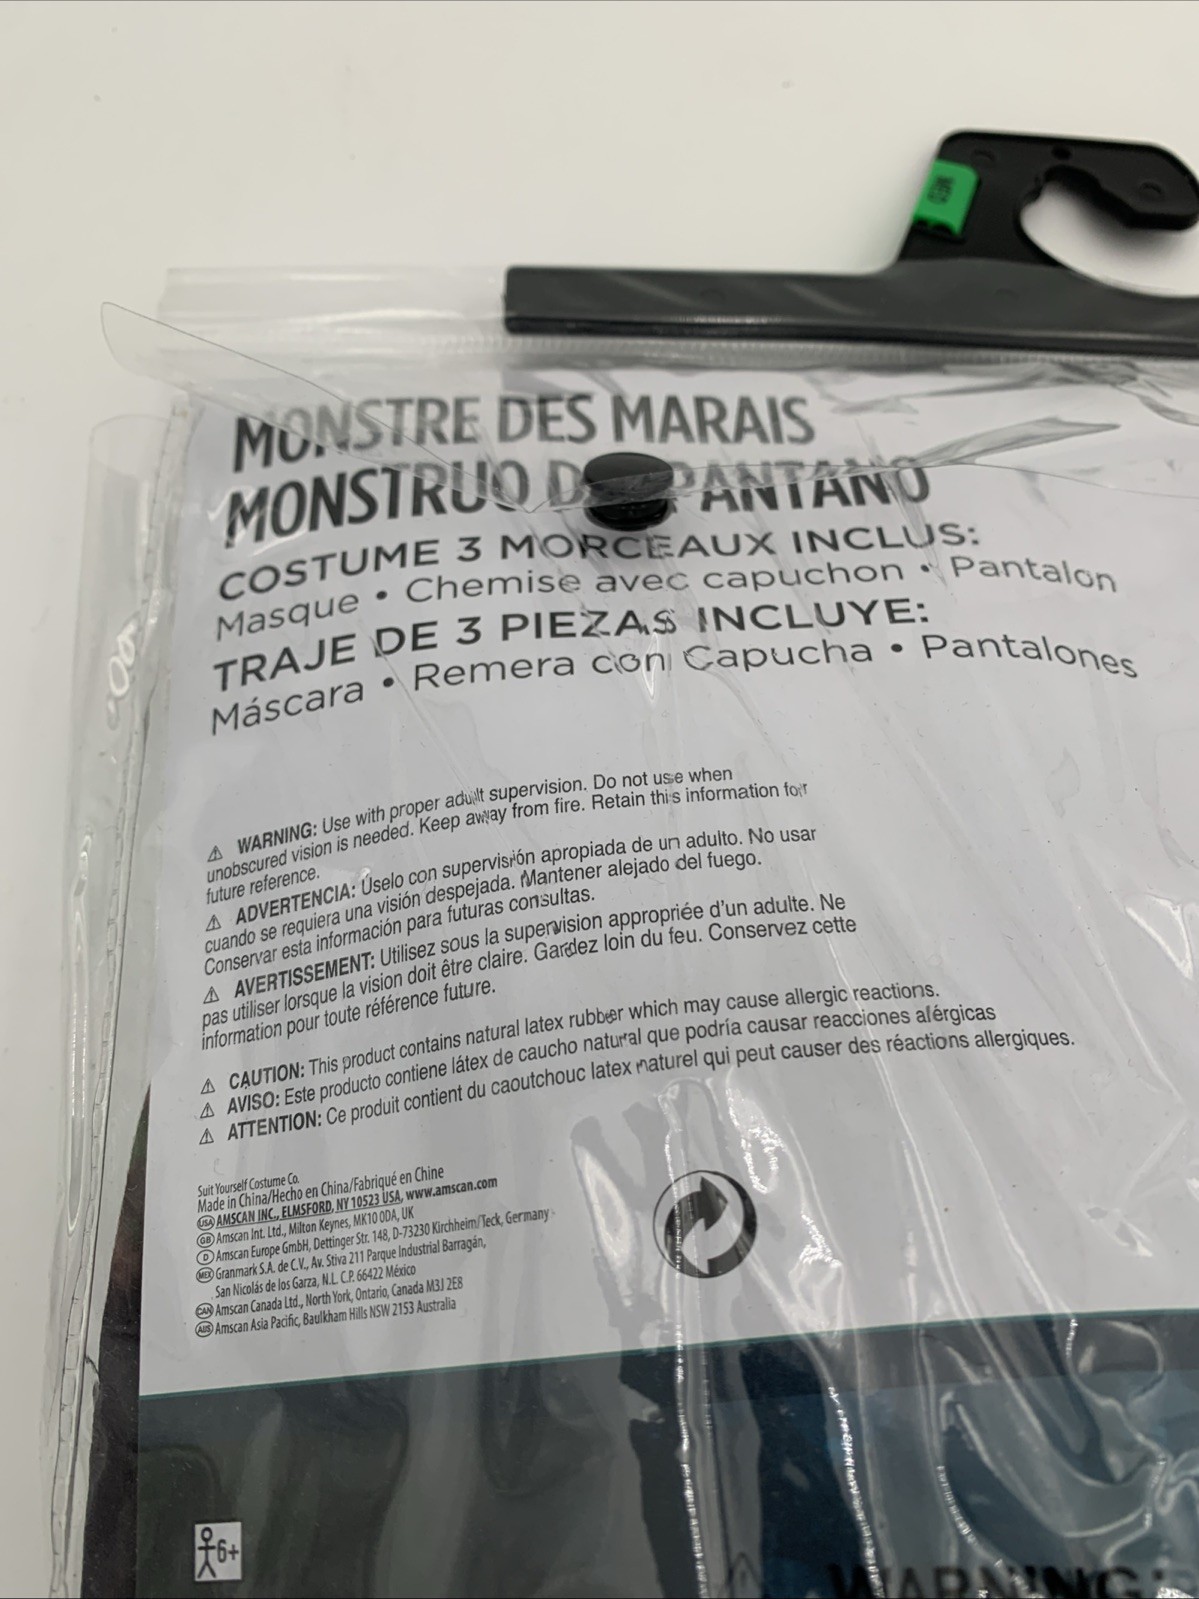 MED
MONSTRE DES MARAIS
MONSTRUO PANTANO
COSTUME 3 MORCEAUX INCLUS:
Masque • Chemise avec capuchon • Pantalon
TRAJE DE 3 PIEZAS INCLUYE:
Máscara • Remera con Capucha • Pantalones
⚠ WARNING: Use with proper adult supervision. Do not use when
unobscured vision is needed. Keep away from fire. Retain this information for
future reference.
⚠ ADVERTENCIA: Úselo con supervisión apropiada de un adulto. No usar
cuando se requiera una visión despejada. Mantener alejado del fuego.
Conservar esta información para futuras consultas.
⚠ AVERTISSEMENT: Utilisez sous la supervision appropriée d'un adulte. Ne
pas utiliser lorsque la vision doit être claire. Gardez loin du feu. Conservez cette
information pour toute référence future.
⚠ CAUTION: This product contains natural latex rubber which may cause allergic reactions.
⚠ AVISO: Este producto contiene látex de caucho natural que podría causar reacciones alérgicas
⚠ ATTENTION: Ce produit contient du caoutchouc latex naturel qui peut causer des réactions allergiques.
Suit Yourself Costume Co.
Made in China/Hecho en China/Fabriqué en Chine
USA AMSCAN INC., ELMSFORD, NY 10523 USA, www.amscan.com
GB Amscan Int. Ltd., Milton Keynes, MK10 0DA, UK
D Amscan Europe GmbH, Dettinger Str. 148, D-73230 Kirchheim/Teck, Germany
MEX Granmark S.A. de C.V., Av. Stiva 211 Parque Industrial Barragán,
San Nicolás de los Garza, N.L. C.P. 66422 México
CAN Amscan Canada Ltd., North York, Ontario, Canada M3J 2E8
AUS Amscan Asia Pacific, Baulkham Hills NSW 2153 Australia
6+
WARNING: